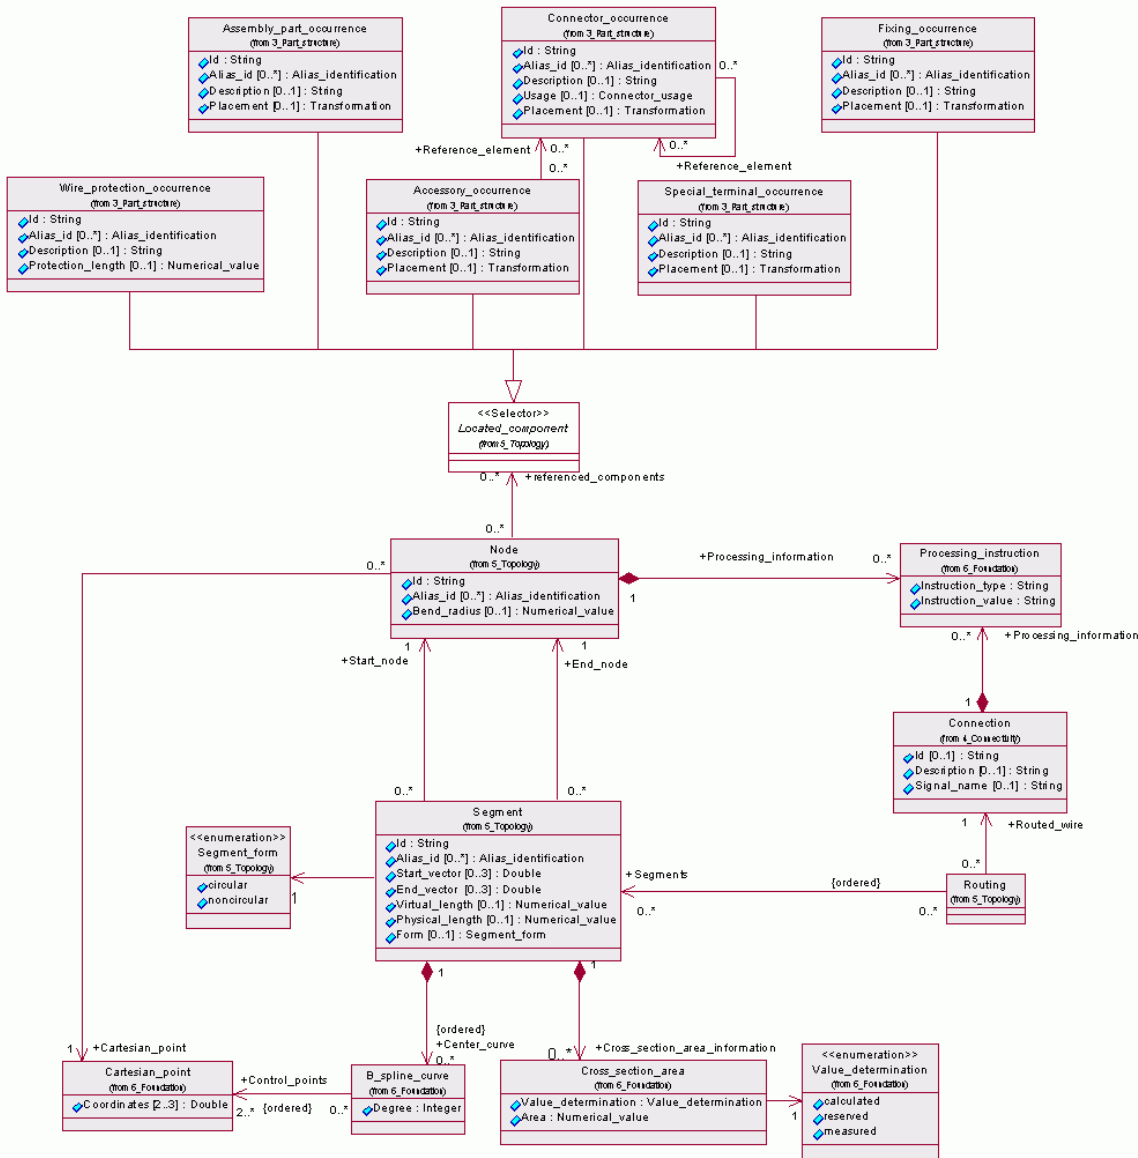 Assembly_part_occurrence
(from 3_Part_structure)
Id : String
Alias_id [0..*] : Alias_identification
Description [0..1] : String
Placement [0..1] : Transformation
Connector_occurrence
(from 3_Part_structure)
Id : String
Alias_id [0..*] : Alias_identification
Description [0..1] : String
Usage [0..1] : Connector_usage
Placement [0..1] : Transformation
0..*
0..*
+Reference_element
Fixing_occurrence
(from 3_Part_structure)
Id : String
Alias_id [0..*] : Alias_identification
Description [0..1] : String
Placement [0..1] : Transformation
+Reference_element
0..*
0..*
Wire_protection_occurrence
(from 3_Part_structure)
Id : String
Alias_id [0..*] : Alias_identification
Description [0..1] : String
Protection_length [0..1] : Numerical_value
Accessory_occurrence
(from 3_Part_structure)
Id : String
Alias_id [0..*] : Alias_identification
Description [0..1] : String
Placement [0..1] : Transformation
Special_terminal_occurrence
(from 3_Part_structure)
Id : String
Alias_id [0..*] : Alias_identification
Description [0..1] : String
Placement [0..1] : Transformation
<<Selector>>
Located_component
(from 5_Topology)
0..*
+referenced_components
0..*
Node
(from 5_Topology)
Id : String
Alias_id [0..*] : Alias_identification
Bend_radius [0..1] : Numerical_value
0..*
+Processing_information
0..*
1
Processing_instruction
(from 6_Foundation)
Instruction_type : String
Instruction_value : String
0..*
+Processing_information
1
Connection
(from 4_Connectivity)
Id [0..1] : String
Description [0..1] : String
Signal_name [0..1] : String
1
+Routed_wire
0..*
Routing
(from 5_Topology)
+Start_node
1
1
+End_node
0..*
0..*
Segment
(from 5_Topology)
Id : String
Alias_id [0..*] : Alias_identification
Start_vector [0..3] : Double
End_vector [0..3] : Double
Virtual_length [0..1] : Numerical_value
Physical_length [0..1] : Numerical_value
Form [0..1] : Segment_form
+Segments
0..*
{ordered}
0..*
<<enumeration>>
Segment_form
(from 5_Topology)
circular
noncircular
1
1
{ordered}
+Center_curve
0..*
1
0..*
+Cross_section_area_information
1
+Cartesian_point
Cartesian_point
(from 6_Foundation)
Coordinates [2..3] : Double
+Control_points
2..*
{ordered}
0..*
B_spline_curve
(from 6_Foundation)
Degree : Integer
Cross_section_area
(from 6_Foundation)
Value_determination : Value_determination
Area : Numerical_value
1
<<enumeration>>
Value_determination
(from 6_Foundation)
calculated
reserved
measured